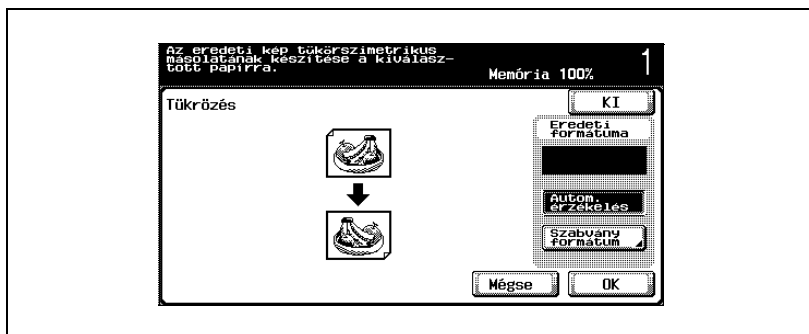 Az eredeti kép tükörszimetrikus
másolatának készítése a kiválasz-
tott papírra.
Memória 100%
1
Tükrözés
KI
Eredeti
formátuma
Autom.
érzékelés
Szabvány
formátum
Mégse
OK